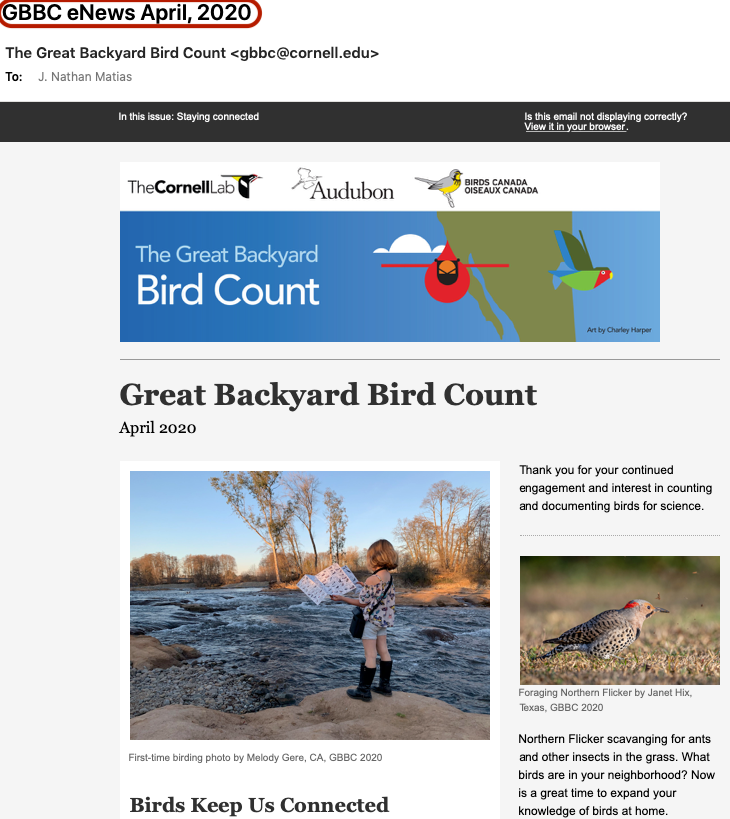 GBBC eNews April, 2020
The Great Backyard Bird Count <gbbc@cornell.edu>
To: J. Nathan Matias
In this issue: Staying connected
Is this email not displaying correctly?
View it in your browser.
TheCornellLab
Audubon
BIRDS CANADA
OISEAUX CANADA
The Great Backyard
Bird Count
Art by Charley Harper
Great Backyard Bird Count
April 2020
First-time birding photo by Melody Gere, CA, GBBC 2020
Birds Keep Us Connected
Thank you for your continued
engagement and interest in counting
and documenting birds for science.
Foraging Northern Flicker by Janet Hix,
Texas, GBBC 2020
Northern Flicker scavanging for ants
and other insects in the grass. What
birds are in your neighborhood? Now
is a great time to expand your
knowledge of birds at home.